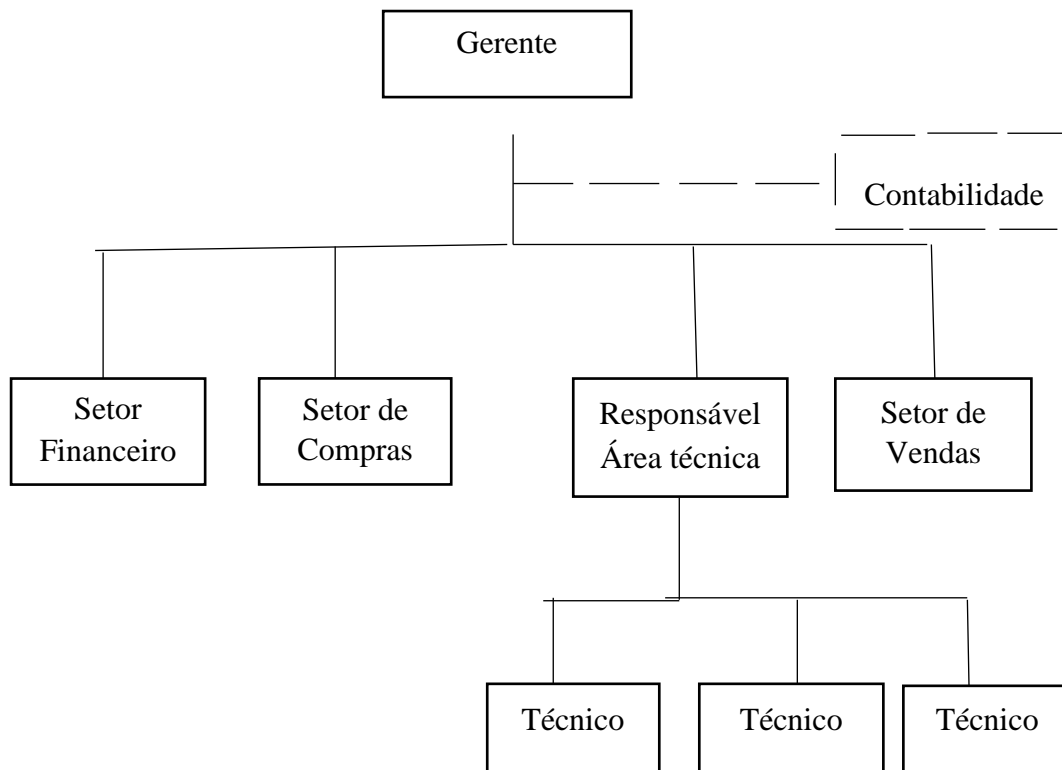 Gerente
Contabilidade
Setor
Financeiro
Setor de
Compras
Responsável
Área técnica
Setor de
Vendas
Técnico
Técnico
Técnico